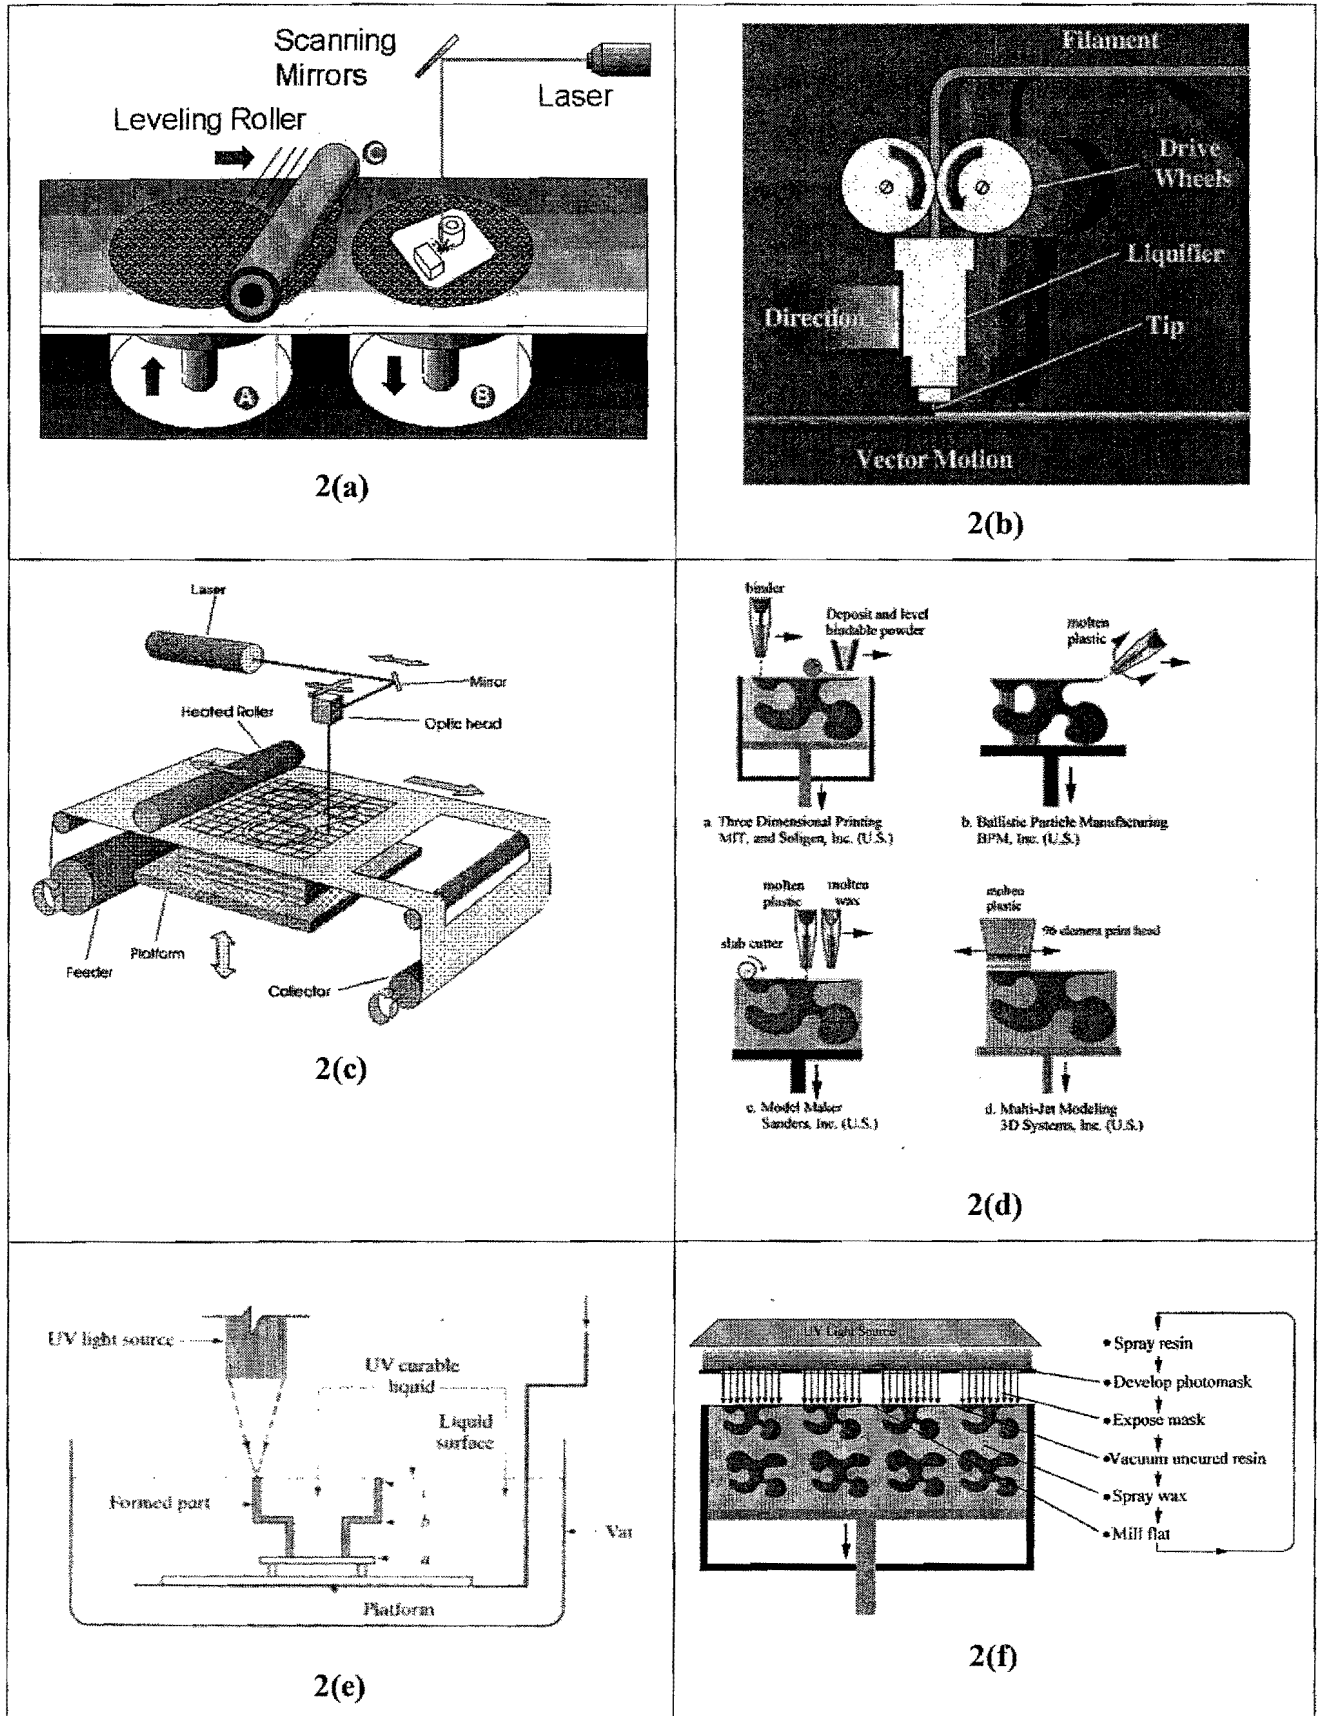 Scanning
Mirrors
Laser
Leveling Roller
C
A
B
2(a)
Filament
Drive
Wheels
Liquifier
Direction
Tip
Vector Motion
2(b)
Laser
Mirror
Heated Roller
Optic head
Feeder
Platform
Collector
2(c)
binder
Deposit and level
bindable powder
a. Three Dimensional Printing
MIT, and Soligen, Inc. (U.S.)
molten
plastic
b. Ballistic Particle Manufacturing
BPM, Inc. (U.S.)
molten
plastic
molten
wax
slab cutter
c. Model Maker
Sanders, Inc. (U.S.)
molten
plastic
96 element print head
d. Multi-Jet Modeling
3D Systems, Inc. (U.S.)
2(d)
UV light source
UV curable
liquid
Liquid
surface
Formed part
b
a
Vat
Platform
2(e)
UV Light Source
•Spray resin
•Develop photomask
•Expose mask
•Vacuum uncured resin
•Spray wax
•Mill flat
2(f)